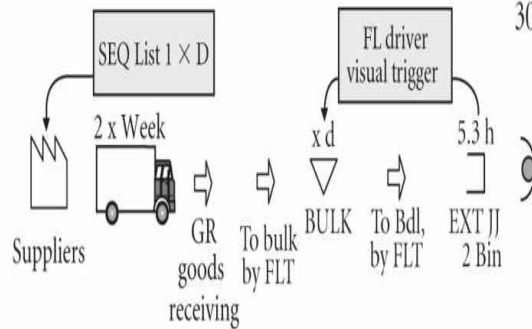 SEQ List 1 × D
FL driver
visual trigger
30
2 x Week
x d
5.3 h
Suppliers
GR
goods
receiving
To bulk
by FLT
BULK
To Bdl,
by FLT
EXT JJ
2 Bin